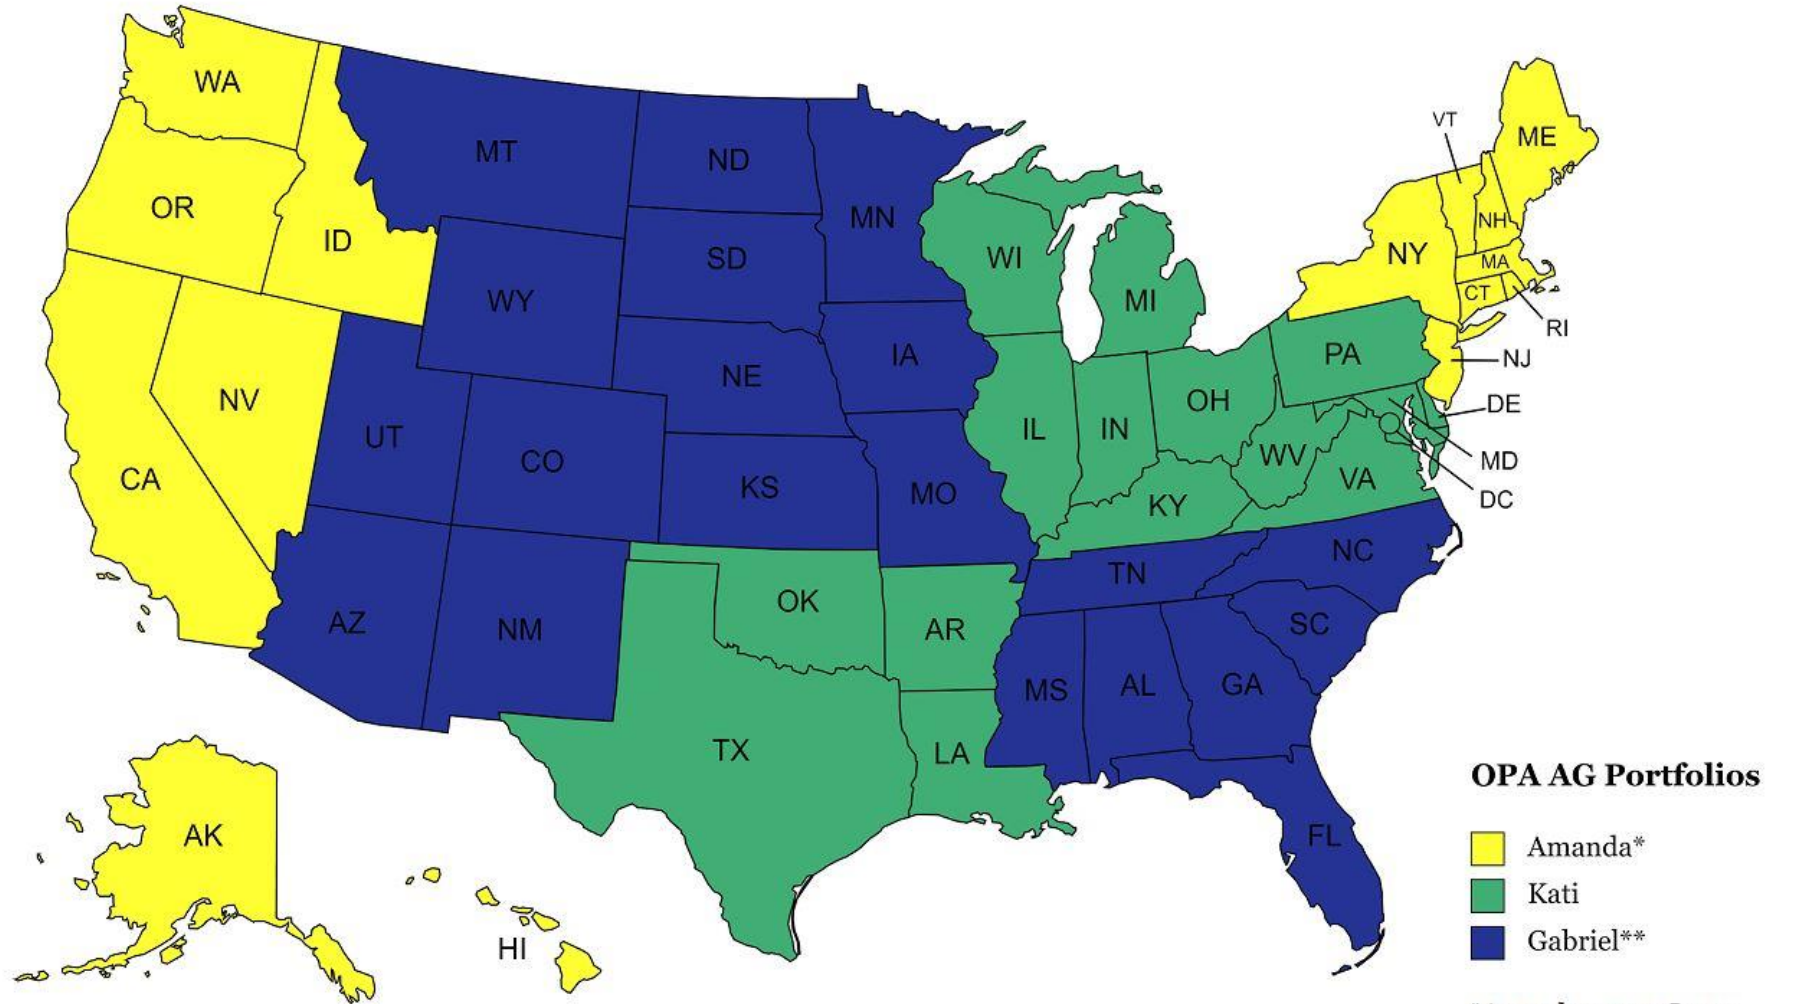 WA
MT
ND
MN
VT
ME
OR
ID
SD
WI
NY
NH
MA
CT
RI
WY
MI
IA
PA
NJ
NV
NE
OH
DE
UT
CO
IL
IN
WV
MD
CA
KS
MO
KY
VA
DC
AZ
NM
OK
AR
TN
NC
SC
MS
AL
GA
TX
LA
AK
HI
FL
OPA AG Portfolios
Amanda*
Kati
Gabriel**